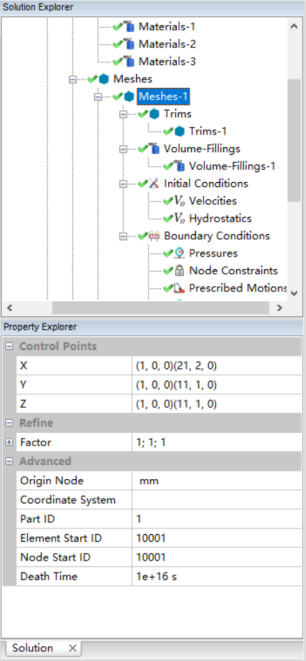 Solution Explorer
Materials-1
Materials-2
Materials-3
Meshes
Meshes-1
Trims
Trims-1
Volume-Fillings
Volume-Fillings-1
Initial Conditions
V₀ Velocities
V₀ Hydrostatics
Boundary Conditions
Pressures
Node Constraints
Prescribed Motions
Property Explorer
Control Points
X (1, 0, 0)(21, 2, 0)
Y (1, 0, 0)(11, 1, 0)
Z (1, 0, 0)(11, 1, 0)
Refine
Factor 1; 1; 1
Advanced
Origin Node mm
Coordinate System
Part ID 1
Element Start ID 10001
Node Start ID 10001
Death Time 1e+16 s
Solution